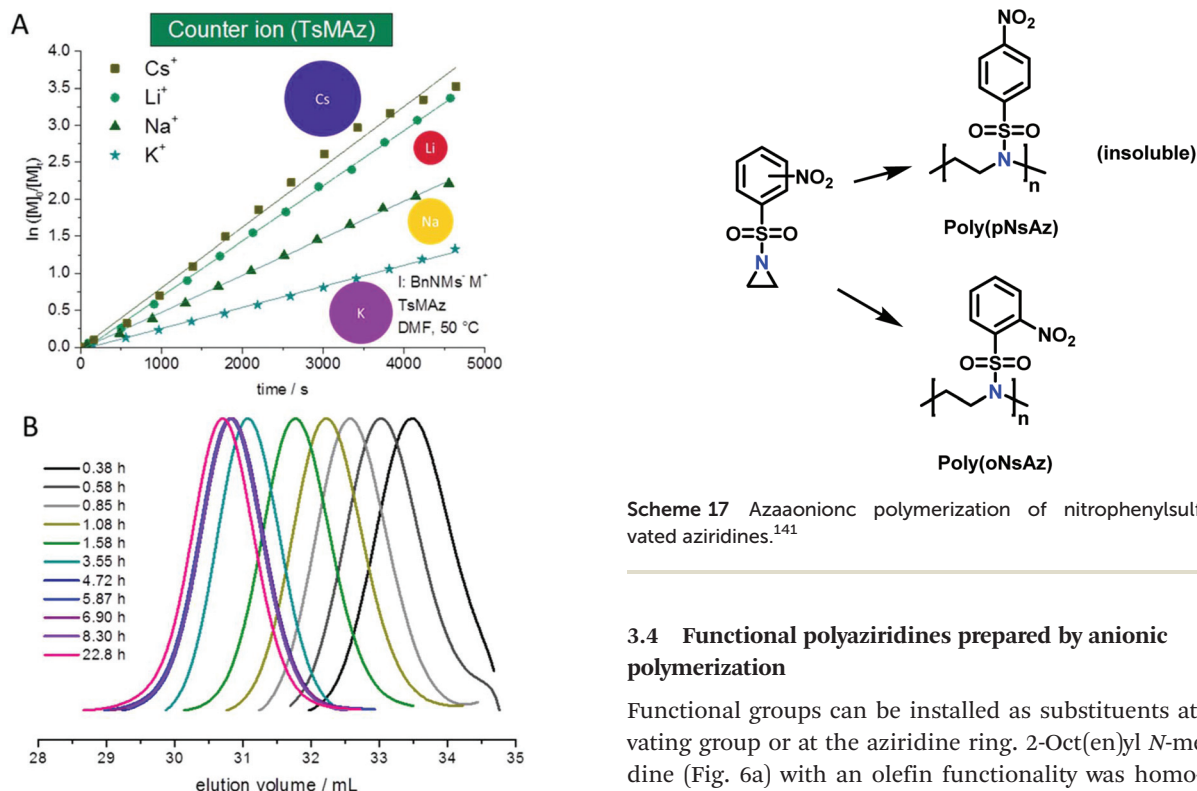 A
Counter ion (TsMAz)
ln ([M]0/[M]t)
4.0
3.5
3.0
2.5
2.0
1.5
1.0
0.5
0.0
Cs+
Li+
Na+
K+
Cs
Li
Na
K
I: BnNMs- M+
TsMAz
DMF, 50 °C
0 1000 2000 3000 4000 5000
time / s
B
0.38 h
0.58 h
0.85 h
1.08 h
1.58 h
3.55 h
4.72 h
5.87 h
6.90 h
8.30 h
22.8 h
28 29 30 31 32 33 34 35
elution volume / mL
NO2
O=S=O
N
NO2
O=S=O
N
n
(insoluble)
Poly(pNsAz)
NO2
O=S=O
N
n
Poly(oNsAz)
Scheme 17 Azaaonionc polymerization of nitrophenylsulf
vated aziridines.141
3.4 Functional polyaziridines prepared by anionic
polymerization
Functional groups can be installed as substituents at
vating group or at the aziridine ring. 2-Oct(en)yl N-me
dine (Fig. 6a) with an olefin functionality was homo